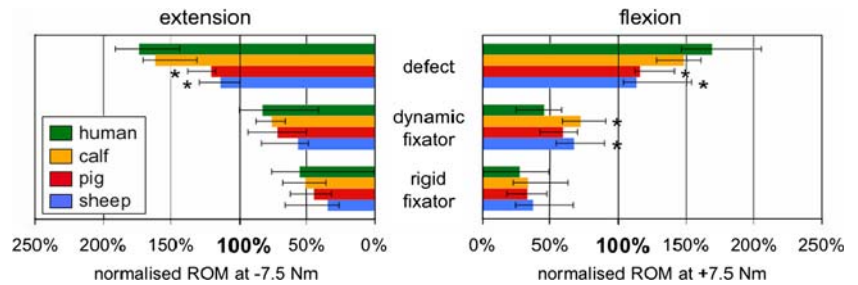 extension
flexion
defect
* *
* *
dynamic
fixator
* *
rigid
fixator
human
calf
pig
sheep
250% 200% 150% 100% 50% 0%
0% 50% 100% 150% 200% 250%
normalised ROM at -7.5 Nm
normalised ROM at +7.5 Nm